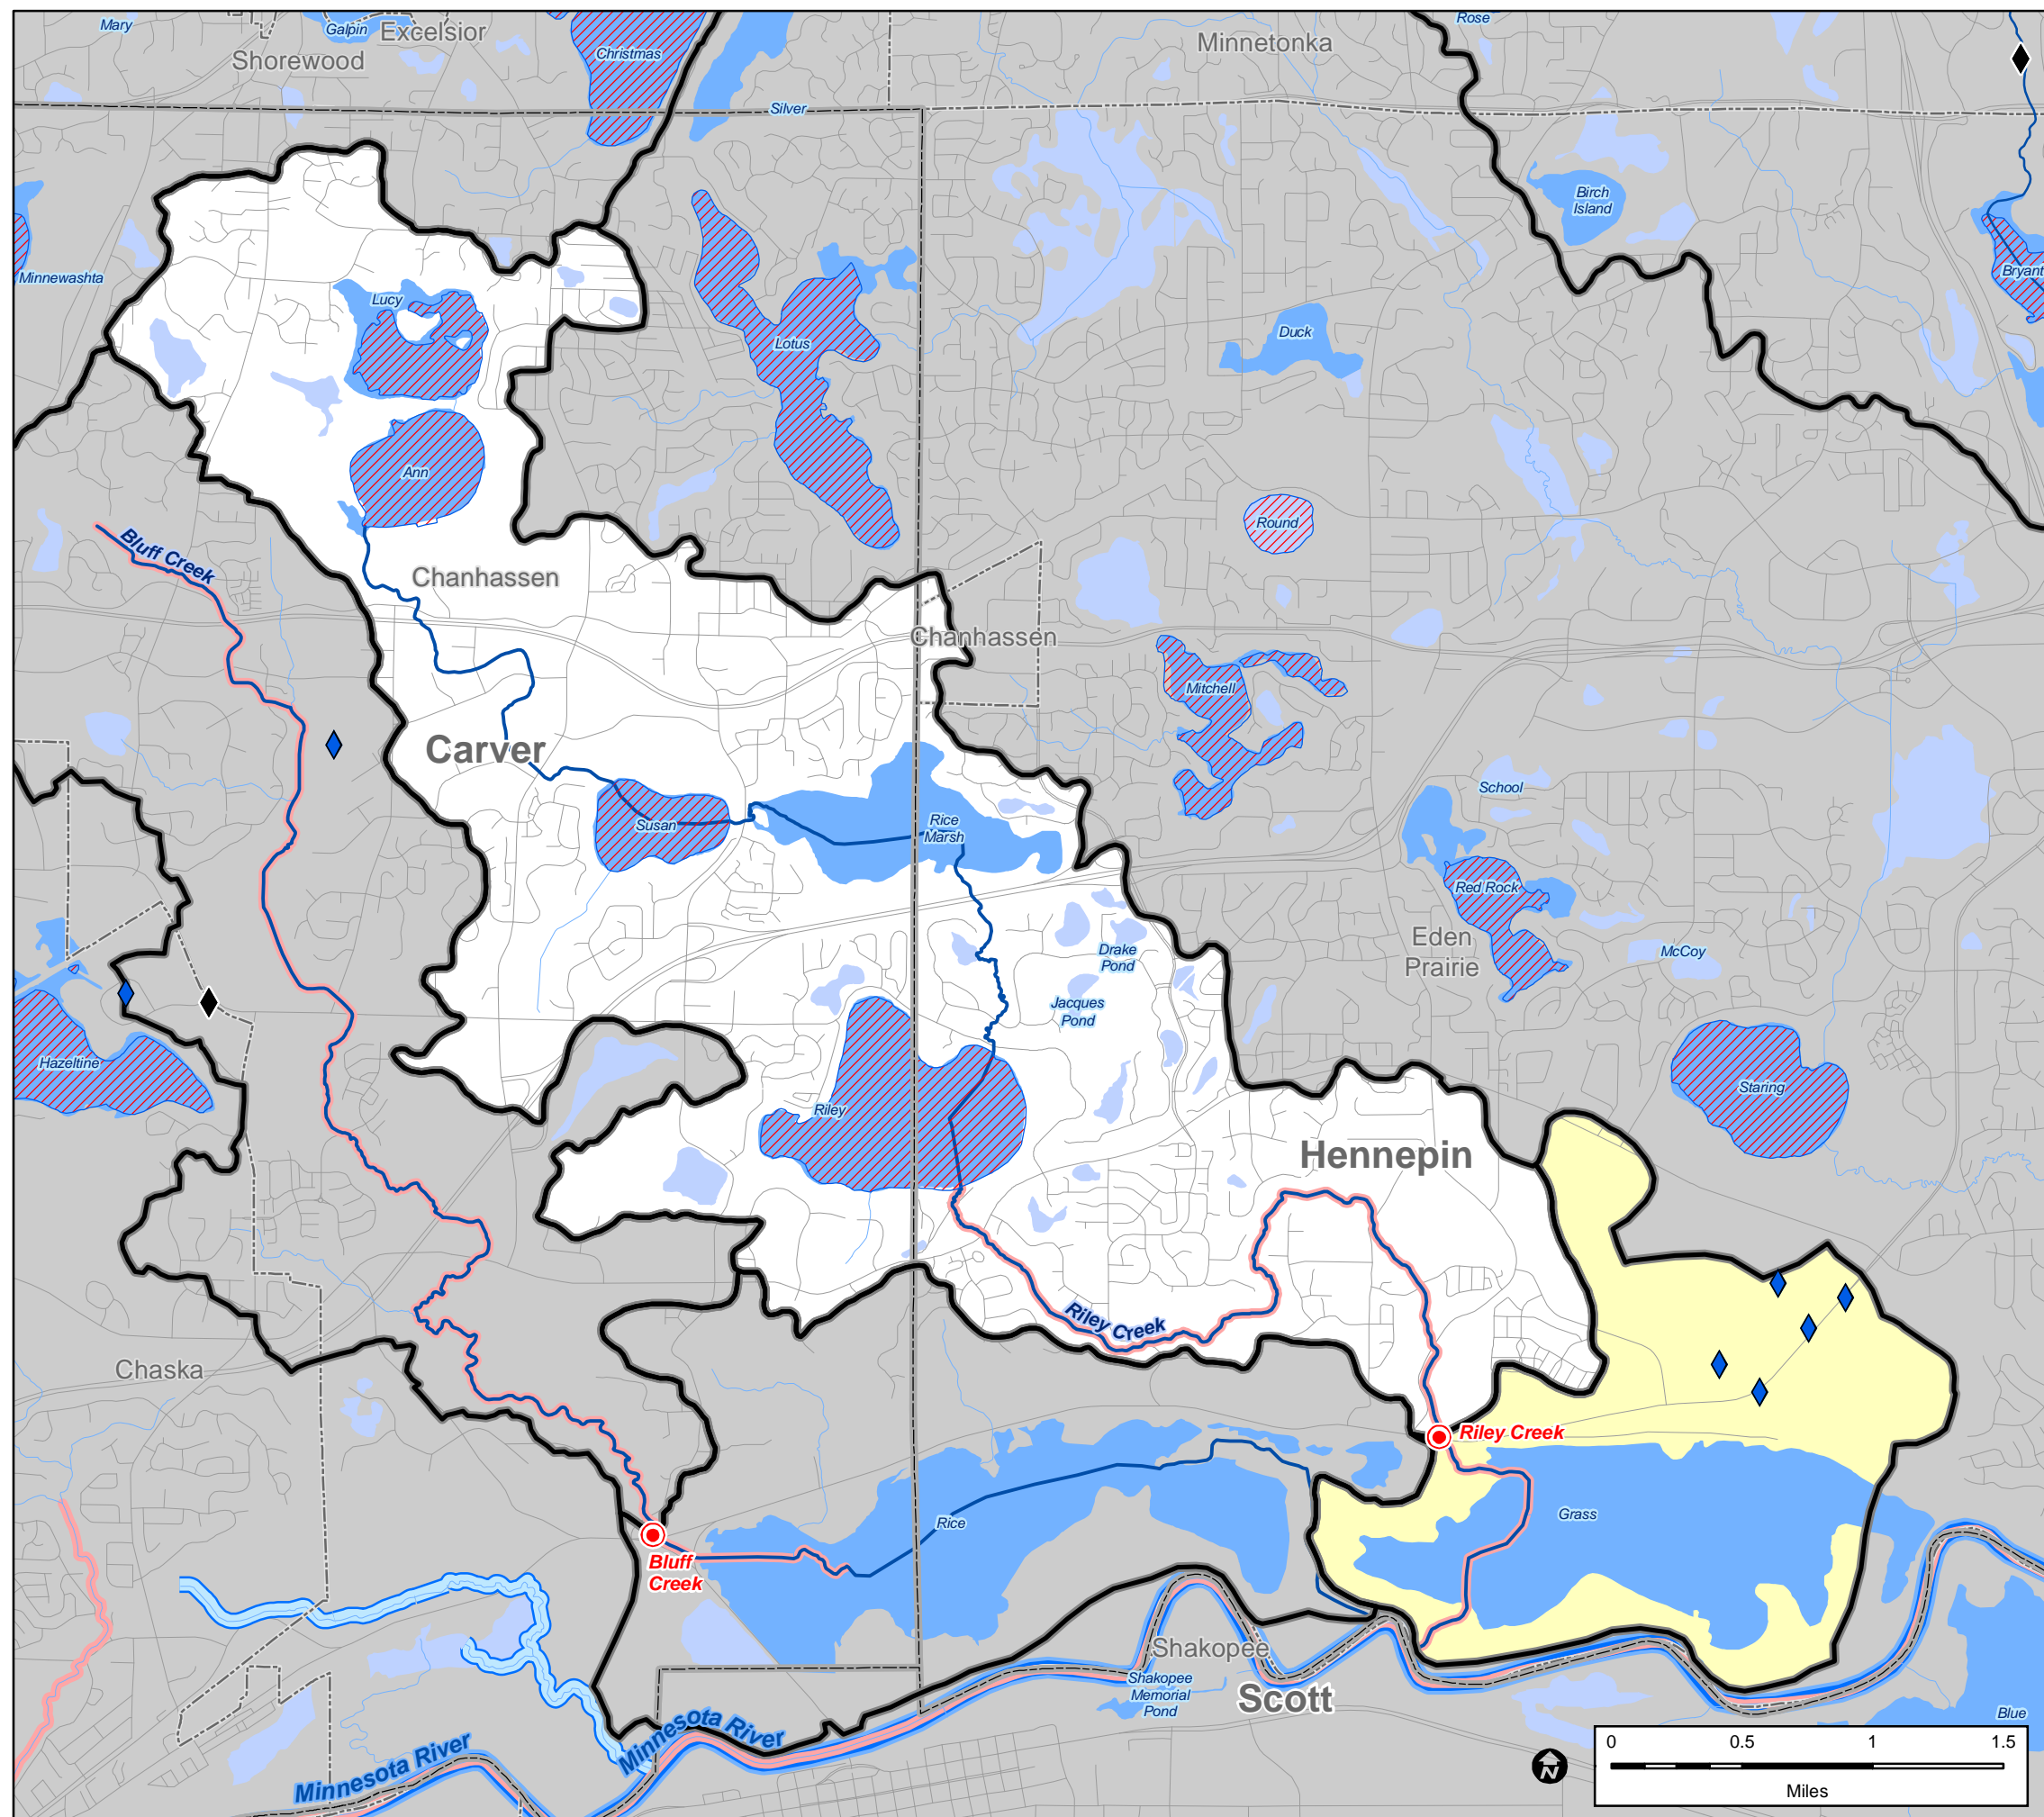 Mary
Galpin
Excelsior
Shorewood
Christmas
Silver
Minnetonka
Rose
Birch
Island
Minnewashta
Bryant
Lucy
Lotus
Duck
Ann
Round
Bluff Creek
Chanhassen
Chanhassen
Mitchell
Carver
School
Susan
Rice
Marsh
Red Rock
Eden
Prairie
McCoy
Drake
Pond
Jacques
Pond
Hazeltine
Riley
Staring
Hennepin
Riley Creek
Chaska
Riley Creek
Grass
Rice
Bluff
Creek
Shakopee
Shakopee
Memorial
Pond
Scott
Blue
Minnesota River
Minnesota River
N
0 0.5 1 1.5
Miles